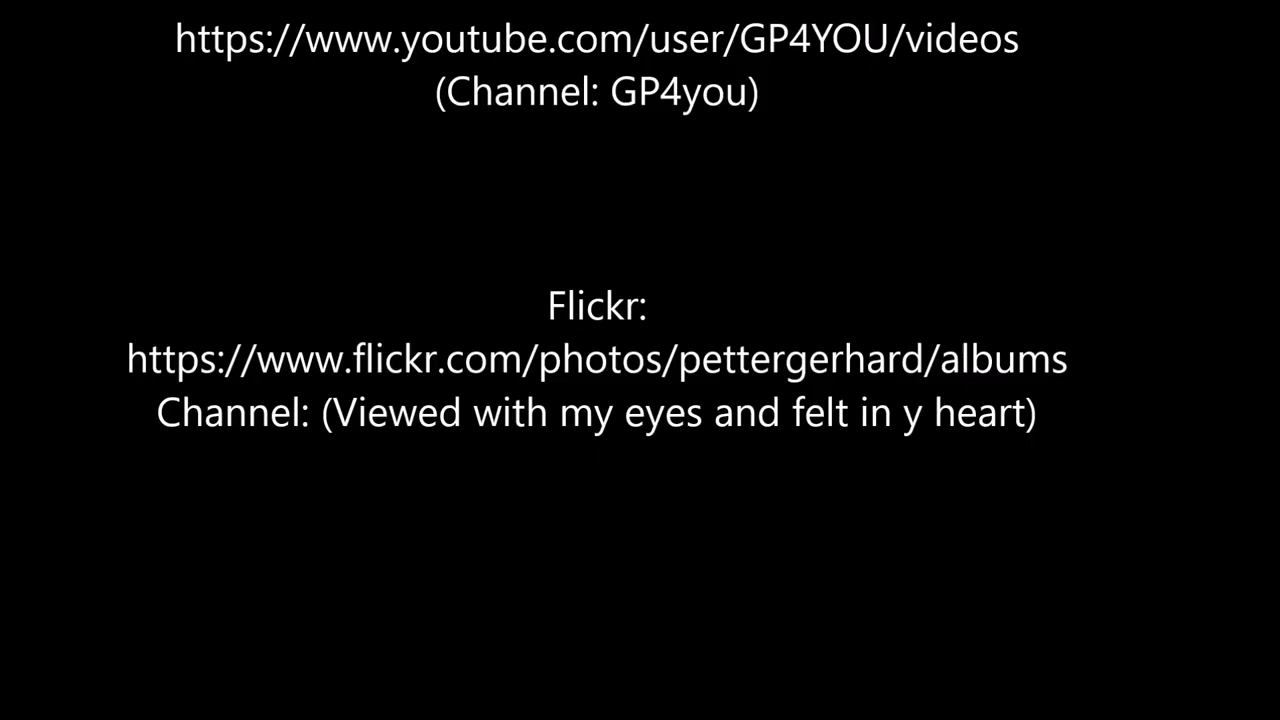 https://www.youtube.com/user/GP4YOU/videos
(Channel: GP4you)
Flickr:
https://www.flickr.com/photos/pettergerhard/albums
Channel: (Viewed with my eyes and felt in y heart)